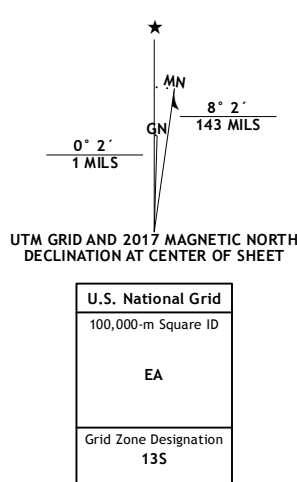 ★
MN
GN
8° 2´
143 MILS
0° 2´
1 MILS
UTM GRID AND 2017 MAGNETIC NORTH
DECLINATION AT CENTER OF SHEET
U.S. National Grid
100,000-m Square ID
EA
Grid Zone Designation
13S